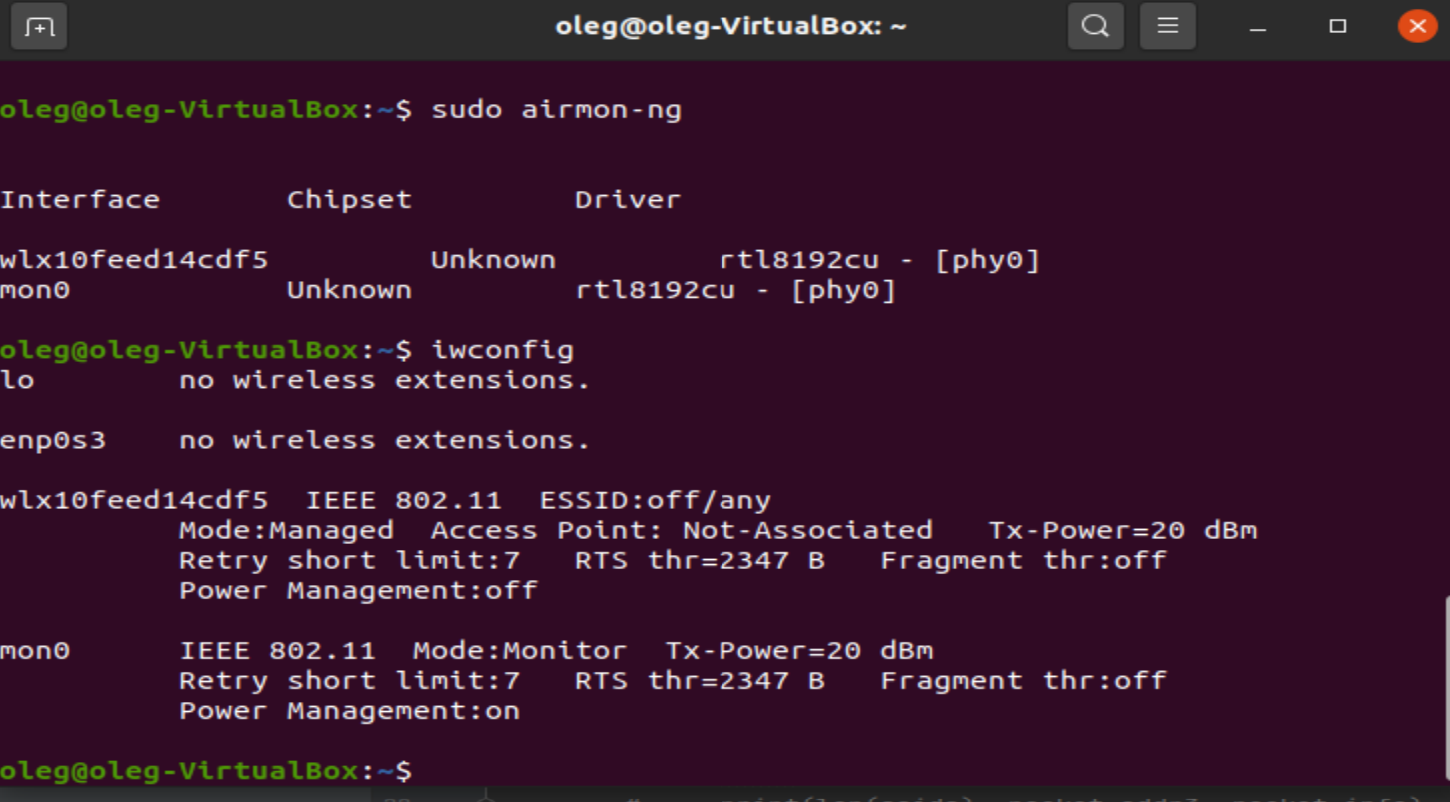 oleg@oleg-VirtualBox: ~
oleg@oleg-VirtualBox:~$ sudo airmon-ng
Interface Chipset Driver
wlx10feed14cdf5 Unknown rtl8192cu - [phy0]
mon0 Unknown rtl8192cu - [phy0]
oleg@oleg-VirtualBox:~$ iwconfig
lo no wireless extensions.
enp0s3 no wireless extensions.
wlx10feed14cdf5 IEEE 802.11 ESSID:off/any
Mode:Managed Access Point: Not-Associated Tx-Power=20 dBm
Retry short limit:7 RTS thr=2347 B Fragment thr:off
Power Management:off
mon0 IEEE 802.11 Mode:Monitor Tx-Power=20 dBm
Retry short limit:7 RTS thr=2347 B Fragment thr:off
Power Management:on
oleg@oleg-VirtualBox:~$